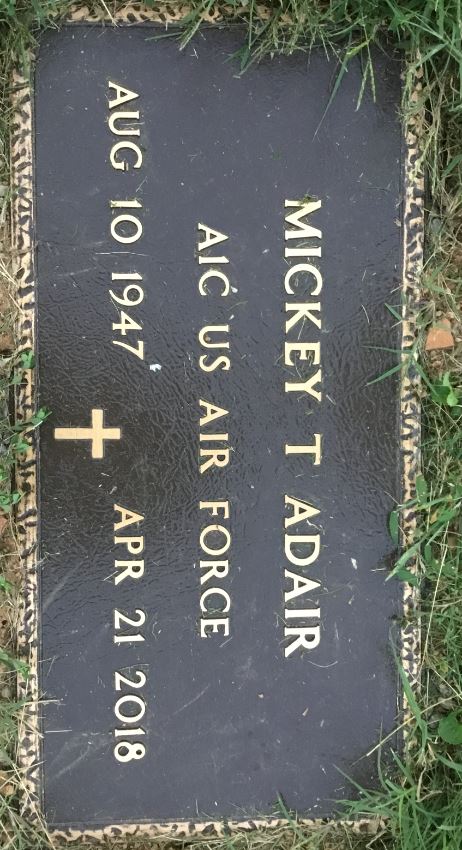 MICKEY T ADAIR
A1C US AIR FORCE
AUG 10 1947 APR 21 2018